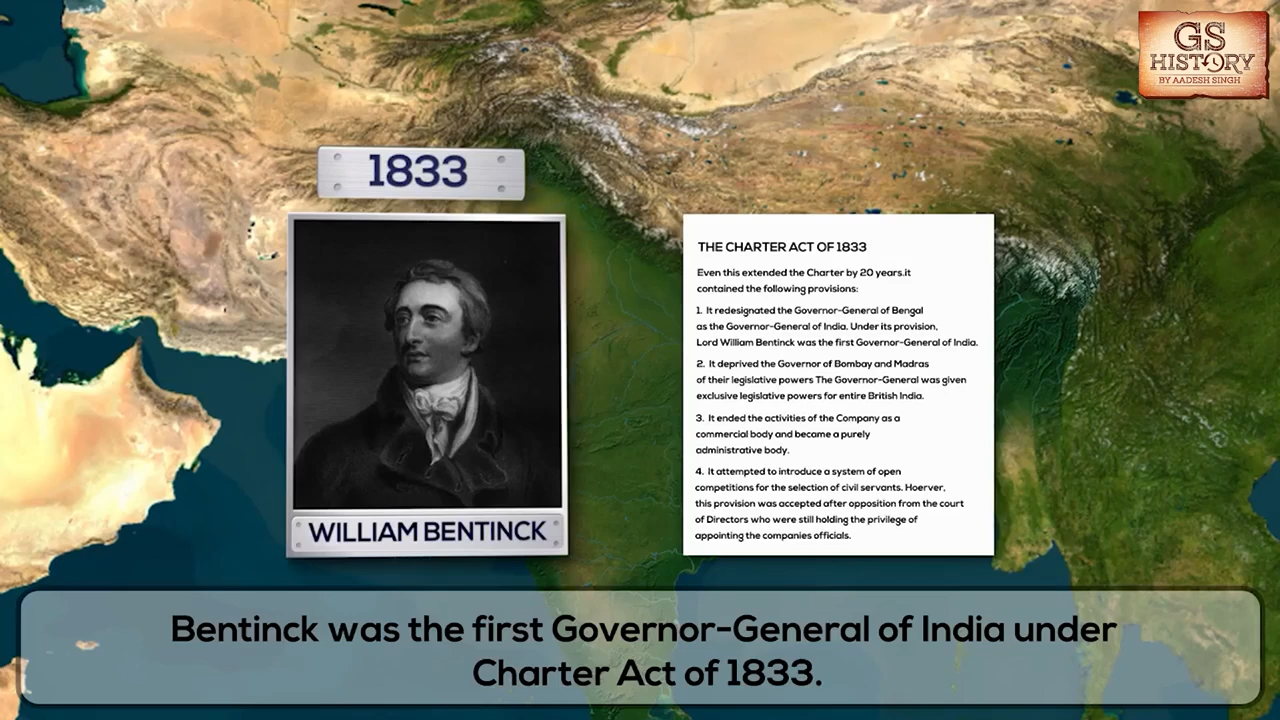 GS
HISTORY
BY AADESH SINGH
1833
WILLIAM BENTINCK
THE CHARTER ACT OF 1833
Even this extended the Charter by 20 years.it
contained the following provisions:
1. It redesignated the Governor-General of Bengal
as the Governor-General of India. Under its provision,
Lord William Bentinck was the first Governor-General of India.
2. It deprived the Governor of Bombay and Madras
of their legislative powers The Governor-General was given
exclusive legislative powers for entire British India.
3. It ended the activities of the Company as a
commercial body and became a purely
administrative body.
4. It attempted to introduce a system of open
competitions for the selection of civil servants. Hoerver,
this provision was accepted after opposition from the court
of Directors who were still holding the privilege of
appointing the companies officials.
Bentinck was the first Governor-General of India under
Charter Act of 1833.